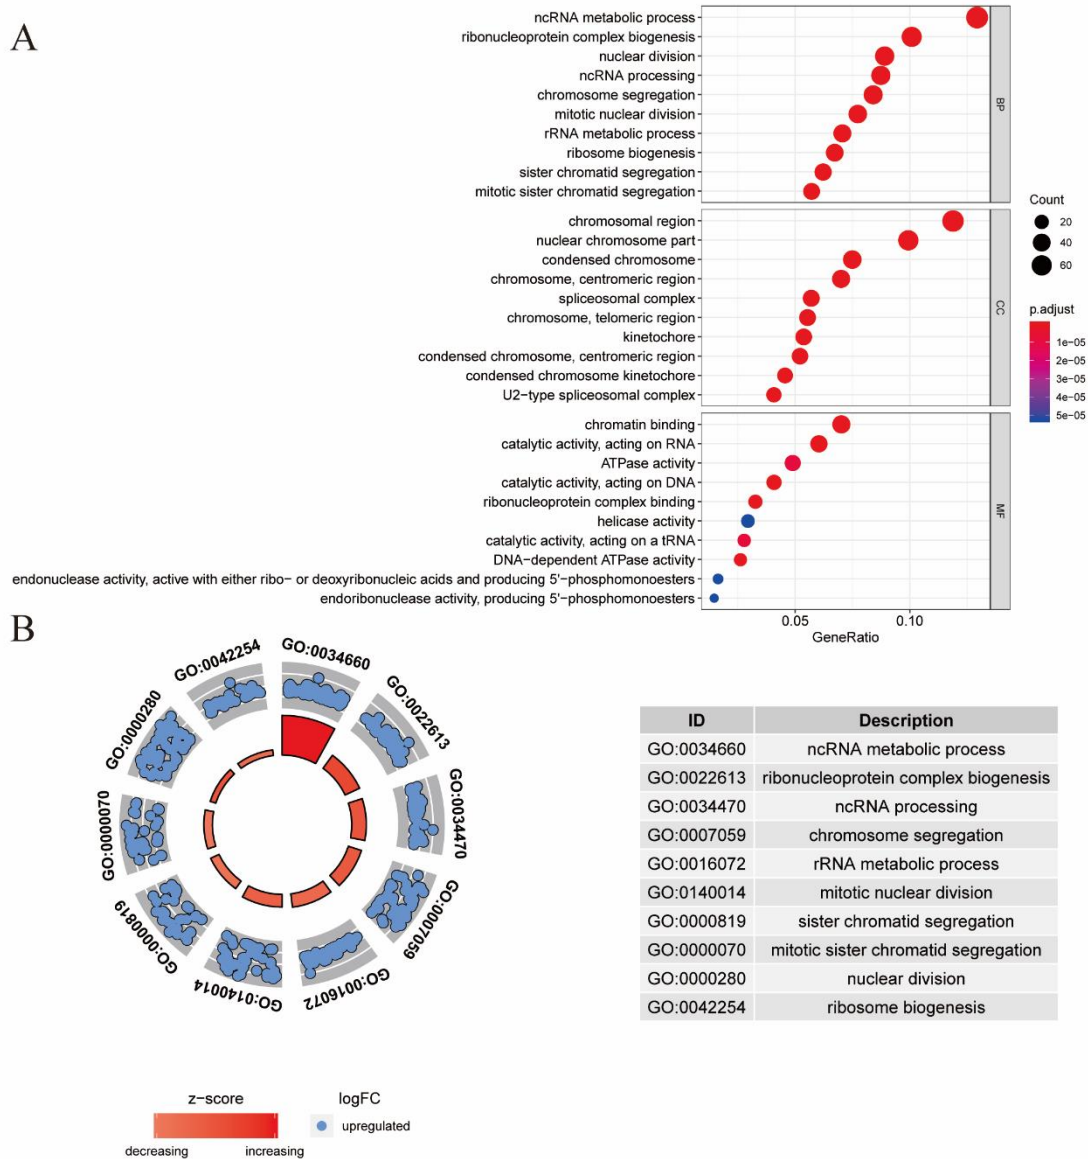 A
ncRNA metabolic process
ribonucleoprotein complex biogenesis
nuclear division
ncRNA processing
chromosome segregation
mitotic nuclear division
rRNA metabolic process
ribosome biogenesis
sister chromatid segregation
mitotic sister chromatid segregation
BP
chromosomal region
nuclear chromosome part
condensed chromosome
chromosome, centromeric region
spliceosomal complex
chromosome, telomeric region
kinetochore
condensed chromosome, centromeric region
condensed chromosome kinetochore
U2-type spliceosomal complex
CC
chromatin binding
catalytic activity, acting on RNA
ATPase activity
catalytic activity, acting on DNA
ribonucleoprotein complex binding
helicase activity
catalytic activity, acting on a tRNA
DNA-dependent ATPase activity
endonuclease activity, active with either ribo- or deoxyribonucleic acids and producing 5'-phosphomonoesters
endoribonuclease activity, producing 5'-phosphomonoesters
MF
0.05 0.10
GeneRatio
Count
20
40
60
p.adjust
1e-05
2e-05
3e-05
4e-05
5e-05
B
GO:0034660
GO:0022613
GO:0034470
GO:0007059
GO:0016072
GO:0140014
GO:0000819
GO:0000070
GO:0000280
GO:0042254
ID Description
GO:0034660 ncRNA metabolic process
GO:0022613 ribonucleoprotein complex biogenesis
GO:0034470 ncRNA processing
GO:0007059 chromosome segregation
GO:0016072 rRNA metabolic process
GO:0140014 mitotic nuclear division
GO:0000819 sister chromatid segregation
GO:0000070 mitotic sister chromatid segregation
GO:0000280 nuclear division
GO:0042254 ribosome biogenesis
z-score
decreasing increasing
logFC
upregulated